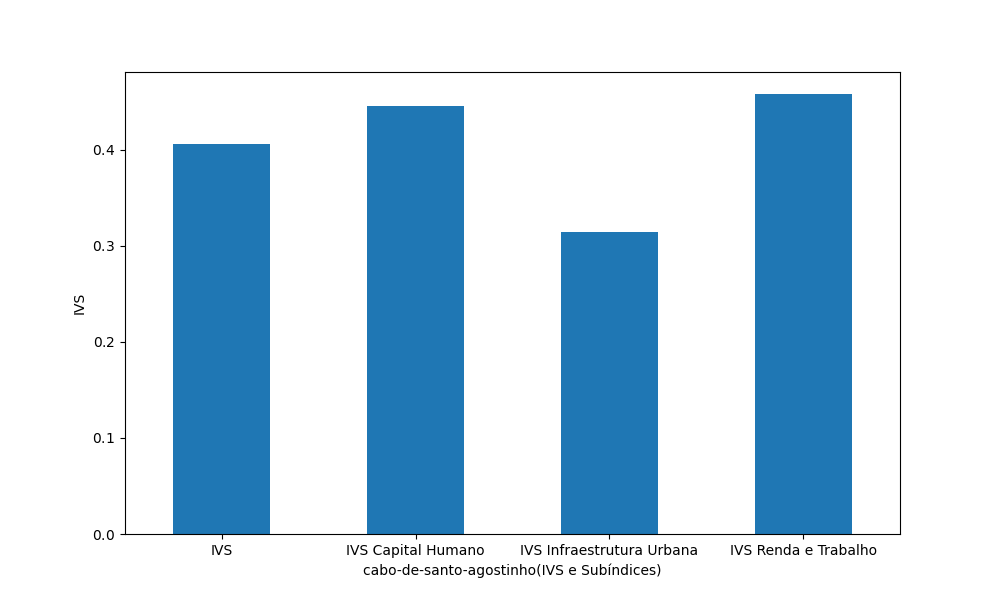 0.4
0.3
0.2
0.1
0.0
IVS
IVS IVS Capital Humano IVS Infraestrutura Urbana IVS Renda e Trabalho
cabo-de-santo-agostinho(IVS e Subíndices)